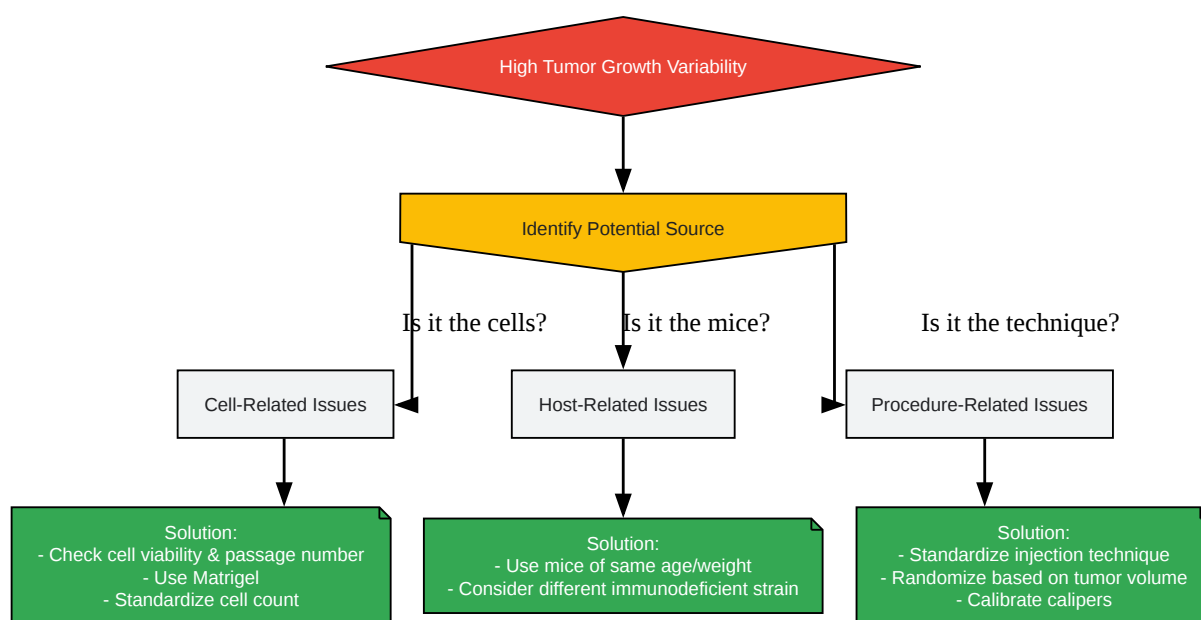 High Tumor Growth Variability
Identify Potential Source
Is it the cells?
Is it the mice?
Is it the technique?
Cell-Related Issues
Host-Related Issues
Procedure-Related Issues
Solution:
- Check cell viability & passage number
- Use Matrigel
- Standardize cell count
Solution:
- Use mice of same age/weight
- Consider different immunodeficient strain
Solution:
- Standardize injection technique
- Randomize based on tumor volume
- Calibrate calipers